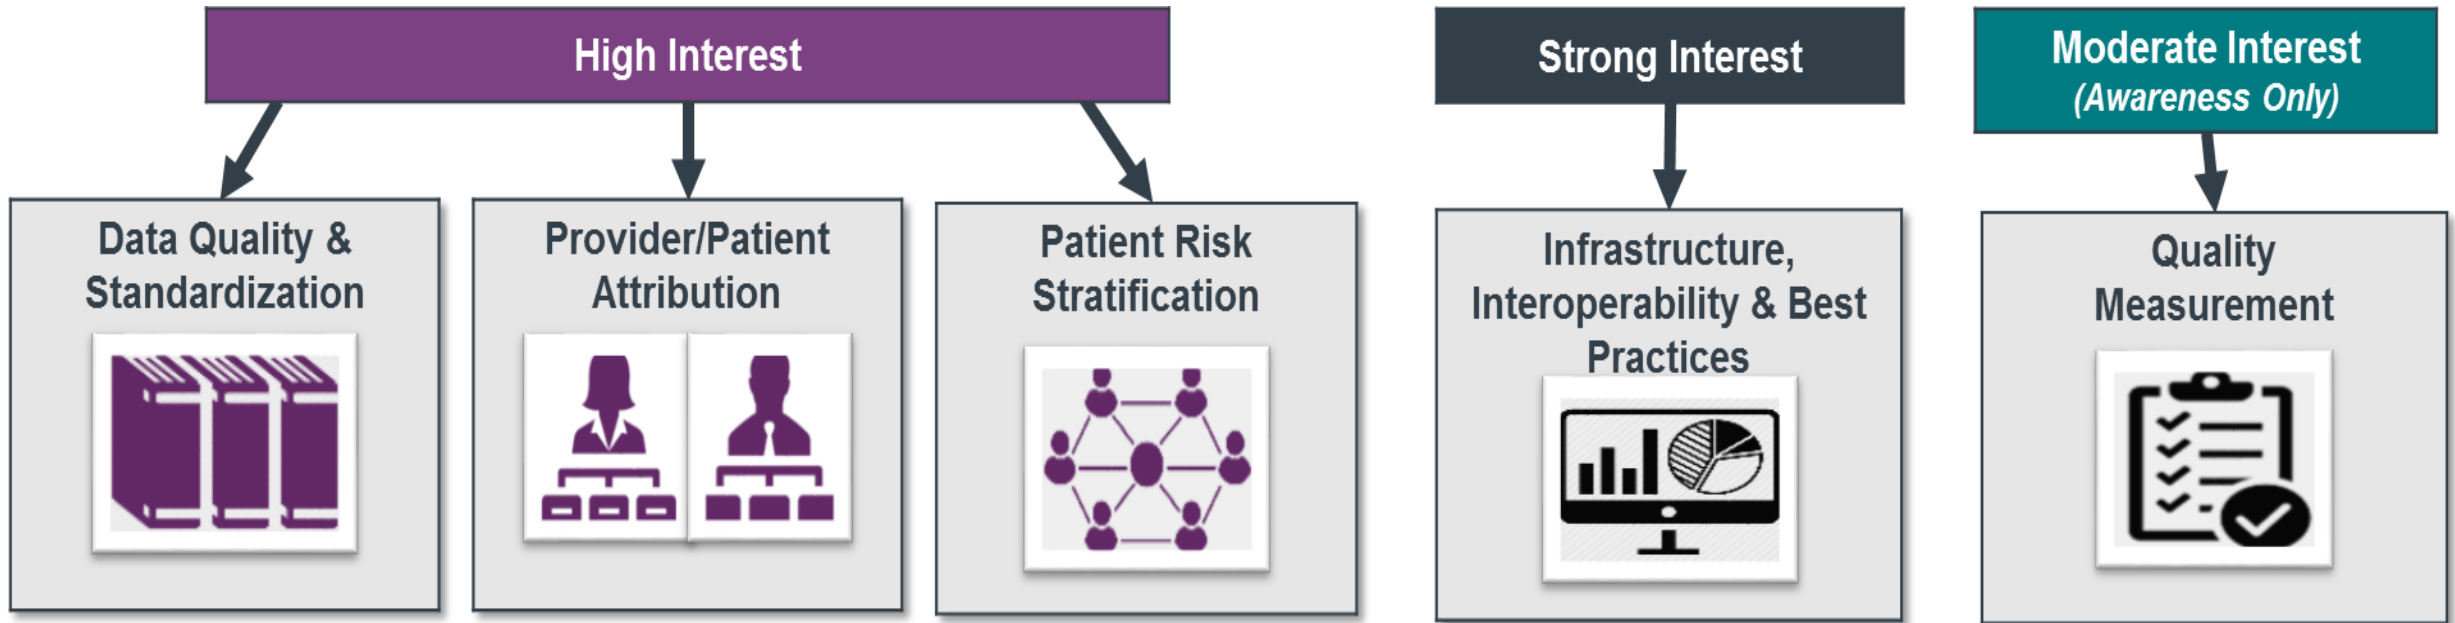 High Interest
Strong Interest
Moderate Interest
(Awareness Only)
Data Quality &
Standardization
Provider/Patient
Attribution
Patient Risk
Stratification
Infrastructure,
Interoperability & Best
Practices
Quality
Measurement